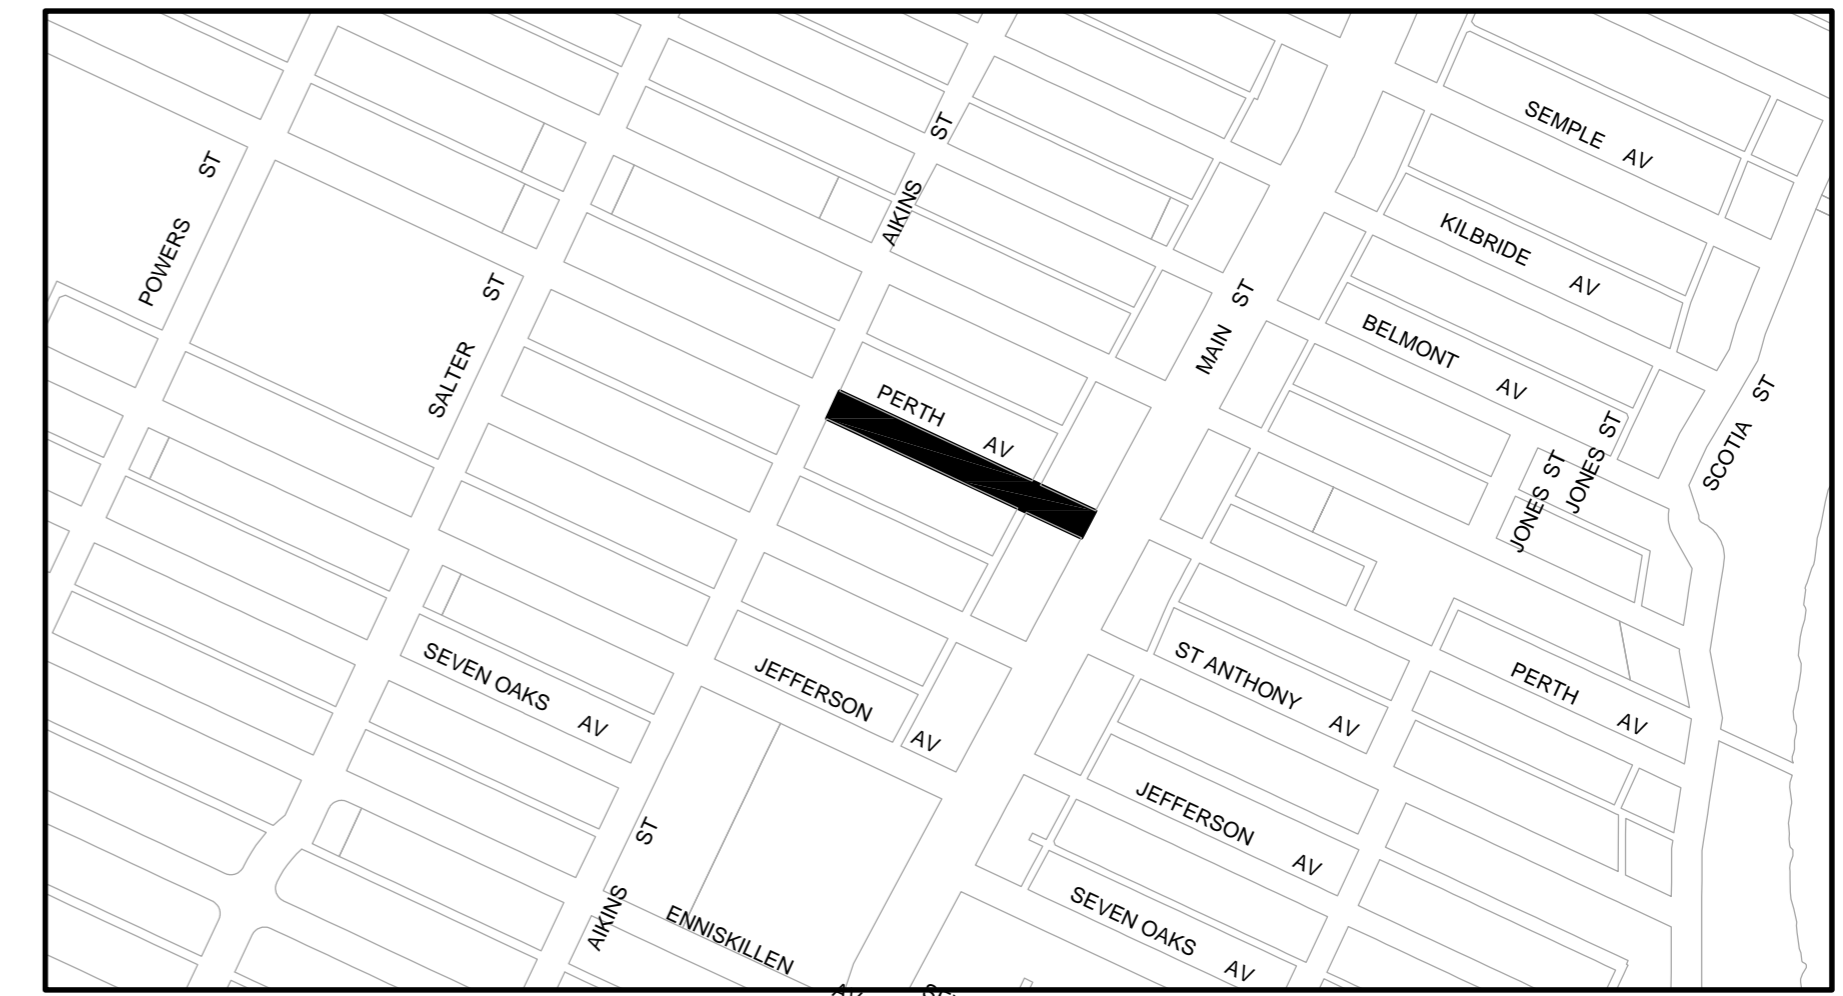 SEMPLE AV
ST
AIKINS
ST
POWERS
KILBRIDE AV
ST
SALTER
MAIN ST
BELMONT AV
PERTH AV
SCOTIA ST
JONES ST
JONES ST
SEVEN OAKS AV
JEFFERSON AV
ST ANTHONY AV
PERTH AV
JEFFERSON AV
ST
AIKINS
ENNISKILLEN
SEVEN OAKS AV